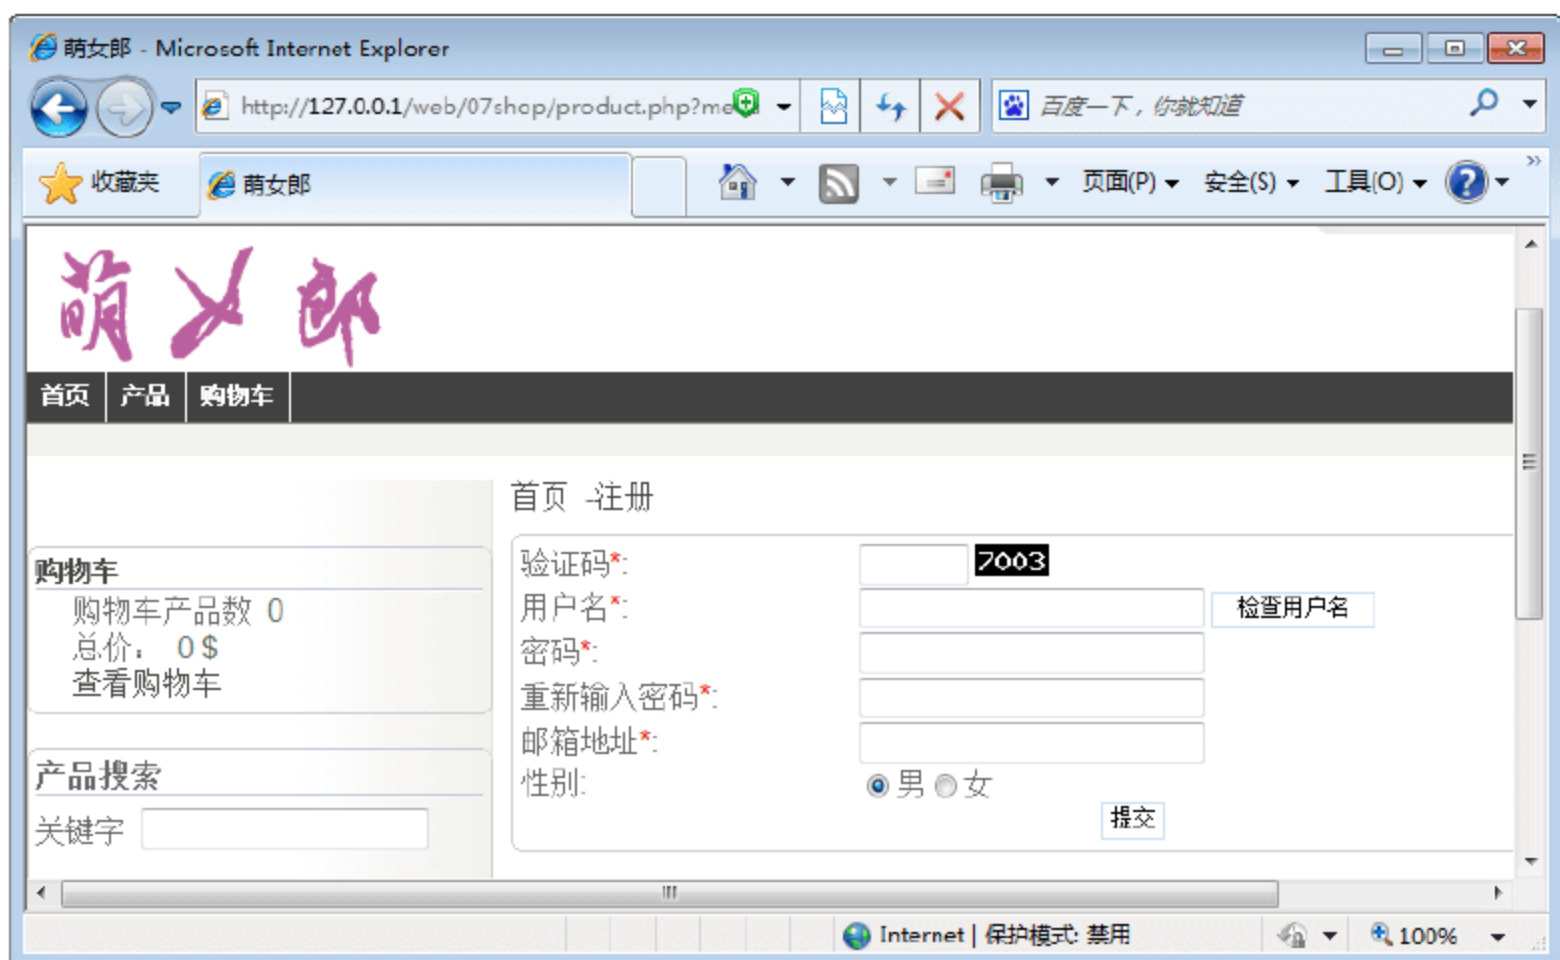 萌女郎 - Microsoft Internet Explorer
http://127.0.0.1/web/07shop/product.php?me
百度一下，你就知道
收藏夹
萌女郎
页面(P)
安全(S)
工具(O)
萌女郎
首页 产品 购物车
首页 -注册
购物车
购物车产品数 0
总价： 0 $
查看购物车
产品搜索
关键字
验证码*: 7003
用户名*: 检查用户名
密码*:
重新输入密码*:
邮箱地址*:
性别: 男 女
提交
Internet | 保护模式: 禁用
100%